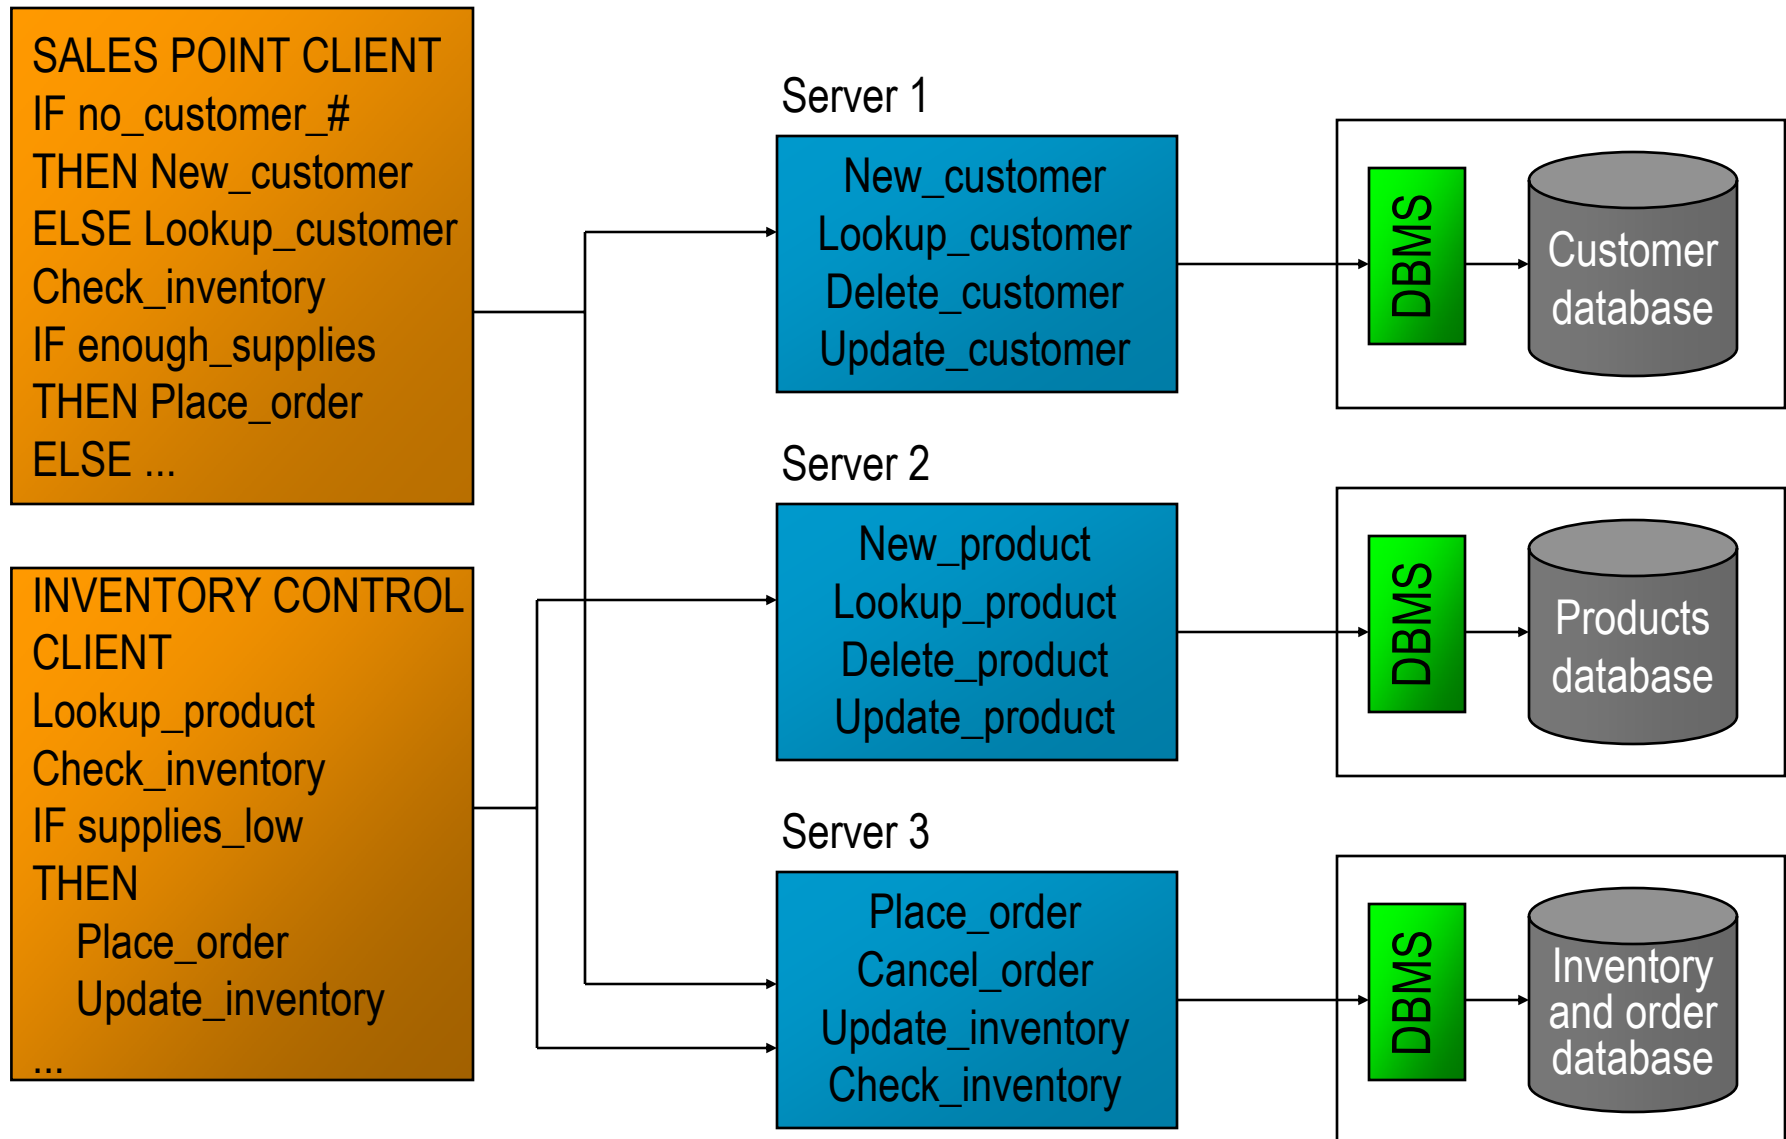 SALES POINT CLIENT
IF no_customer_#
THEN New_customer
ELSE Lookup_customer
Check_inventory
IF enough_supplies
THEN Place_order
ELSE ...
INVENTORY CONTROL
CLIENT
Lookup_product
Check_inventory
IF supplies_low
THEN
Place_order
Update_inventory
...
Server 1
New_customer
Lookup_customer
Delete_customer
Update_customer
DBMS
Customer
database
Server 2
New_product
Lookup_product
Delete_product
Update_product
DBMS
Products
database
Server 3
Place_order
Cancel_order
Update_inventory
Check_inventory
DBMS
Inventory
and order
database